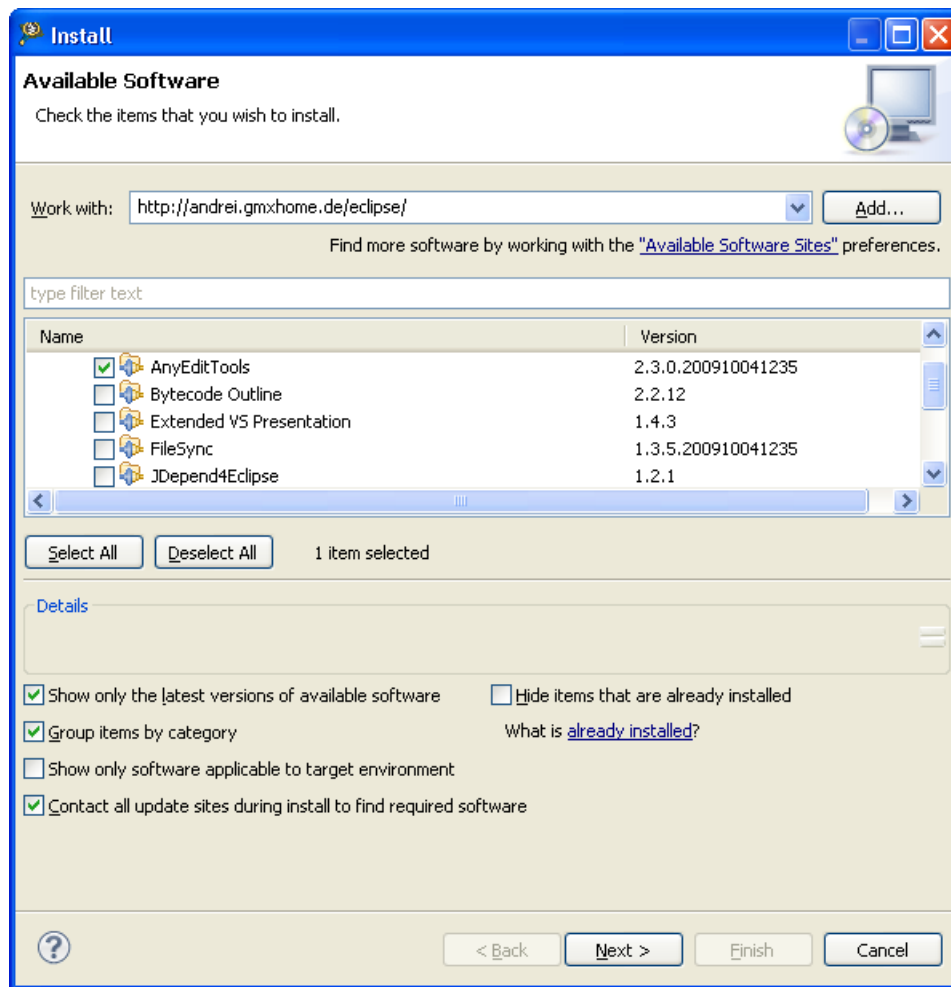 Install
Available Software
Check the items that you wish to install.
Work with: http://andrei.gmxhome.de/eclipse/ Add...
Find more software by working with the "Available Software Sites" preferences.
type filter text
Name Version
AnyEditTools 2.3.0.200910041235
Bytecode Outline 2.2.12
Extended VS Presentation 1.4.3
FileSync 1.3.5.200910041235
JDepend4Eclipse 1.2.1
Select All Deselect All 1 item selected
Details
Show only the latest versions of available software Hide items that are already installed
Group items by category What is already installed?
Show only software applicable to target environment
Contact all update sites during install to find required software
? < Back Next > Finish Cancel